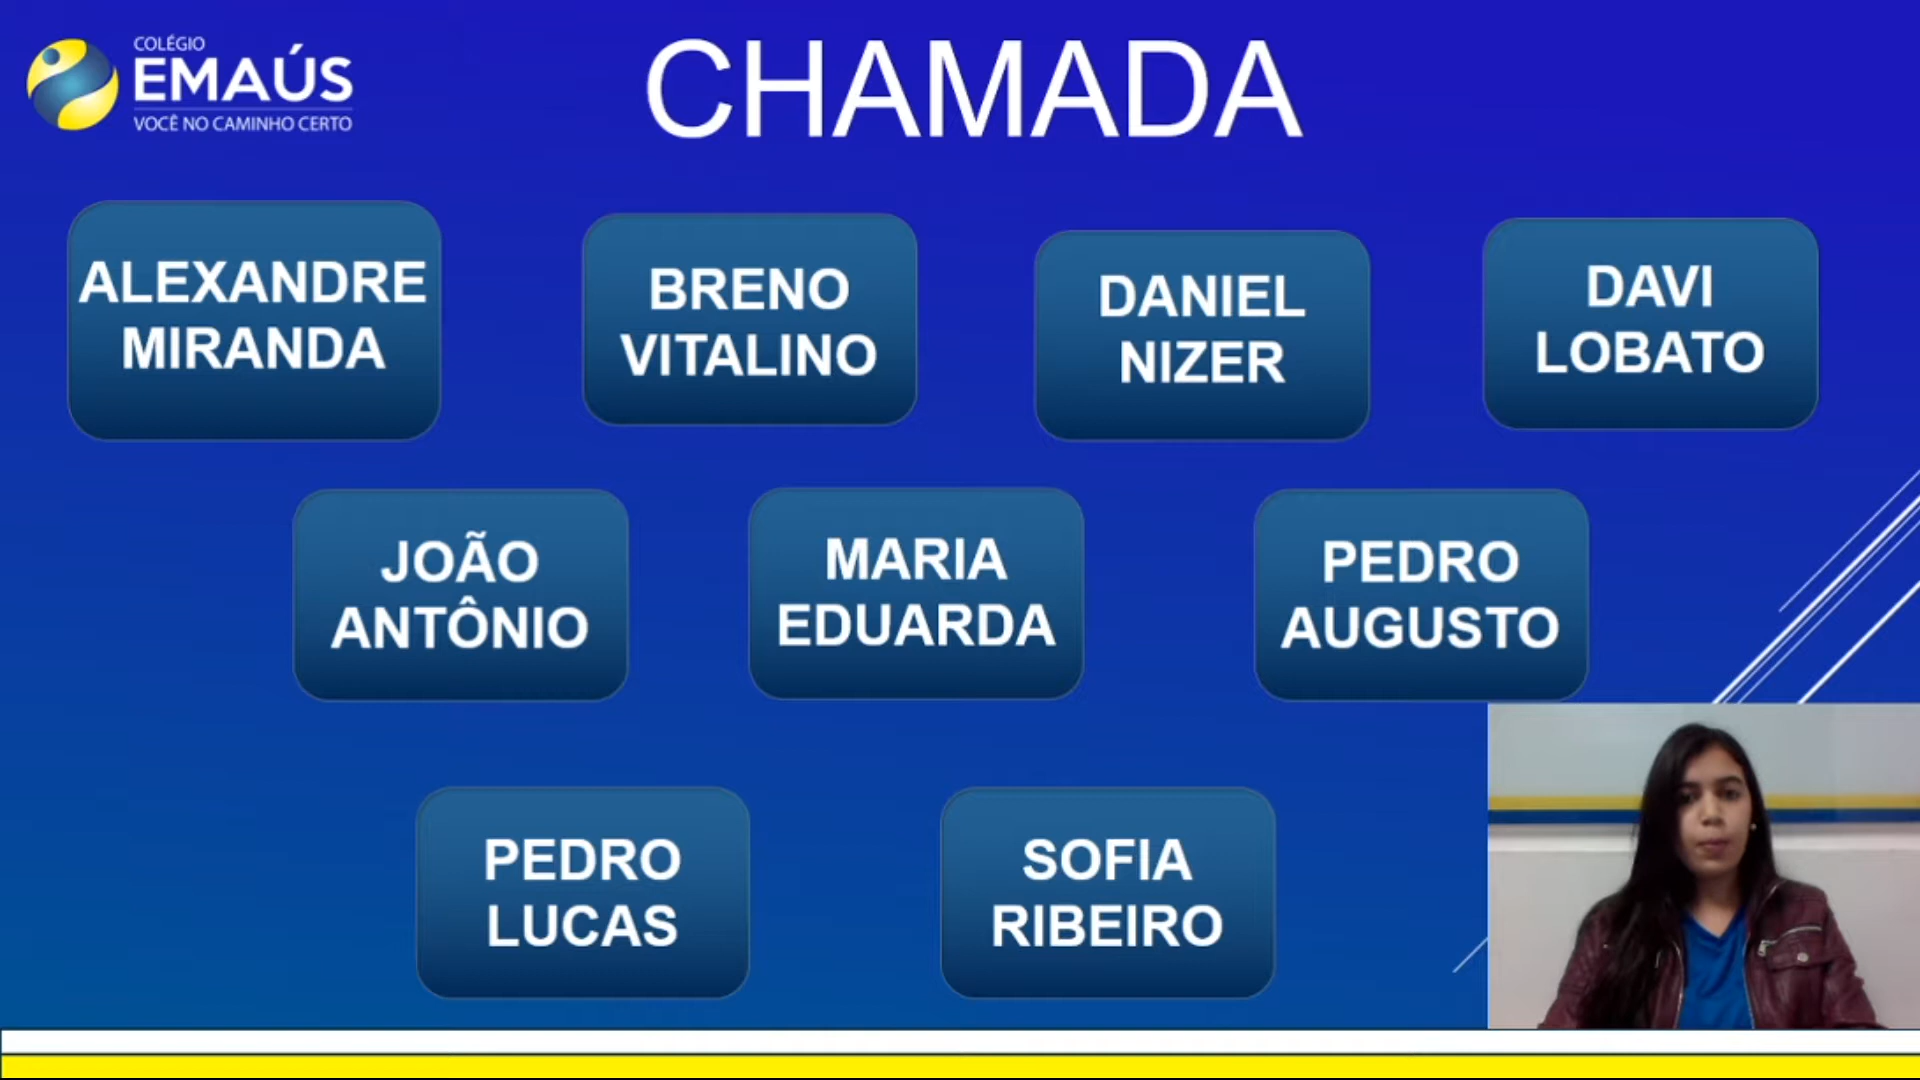 COLÉGIO
EMAÚS
VOCÊ NO CAMINHO CERTO
CHAMADA
ALEXANDRE
MIRANDA
BRENO
VITALINO
DANIEL
NIZER
DAVI
LOBATO
JOÃO
ANTÔNIO
MARIA
EDUARDA
PEDRO
AUGUSTO
PEDRO
LUCAS
SOFIA
RIBEIRO